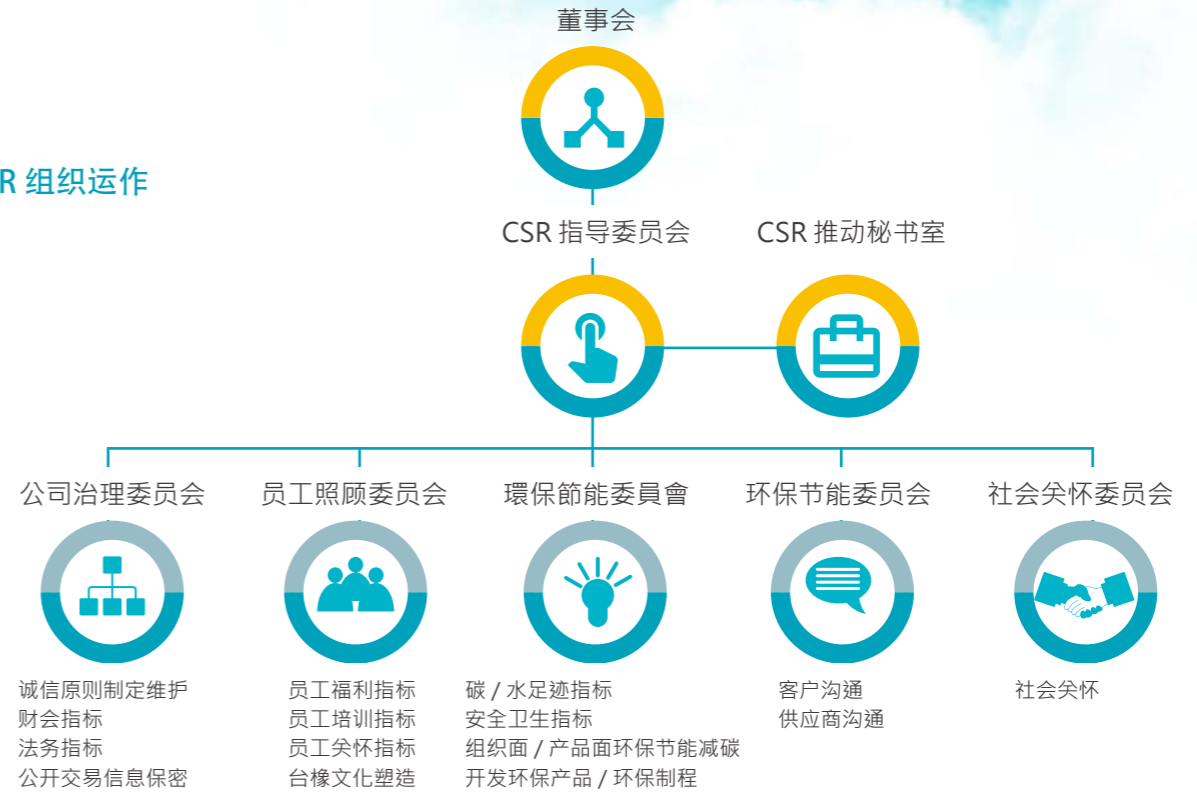 董事会
R 组织运作
CSR 指导委员会
CSR 推动秘书室
公司治理委员会
员工照顾委员会
環保節能委員會
环保节能委员会
社会关怀委员会
诚信原则制定维护
财会指标
法务指标
公开交易信息保密
员工福利指标
员工培训指标
员工关怀指标
台橡文化塑造
碳 / 水足迹指标
安全卫生指标
组织面 / 产品面环保节能减碳
开发环保产品 / 环保制程
客户沟通
供应商沟通
社会关怀